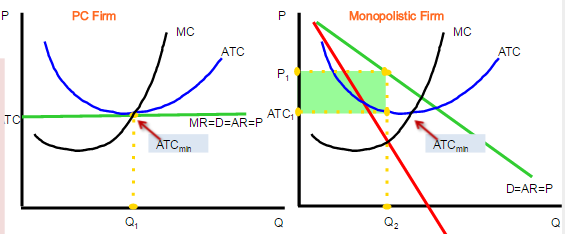 P
PC Firm
MC
ATC
TC
MR=D=AR=P
ATCmin
Q1
Q
P
Monopolistic Firm
MC
ATC
P1
ATC1
ATCmin
D=AR=P
Q2
Q